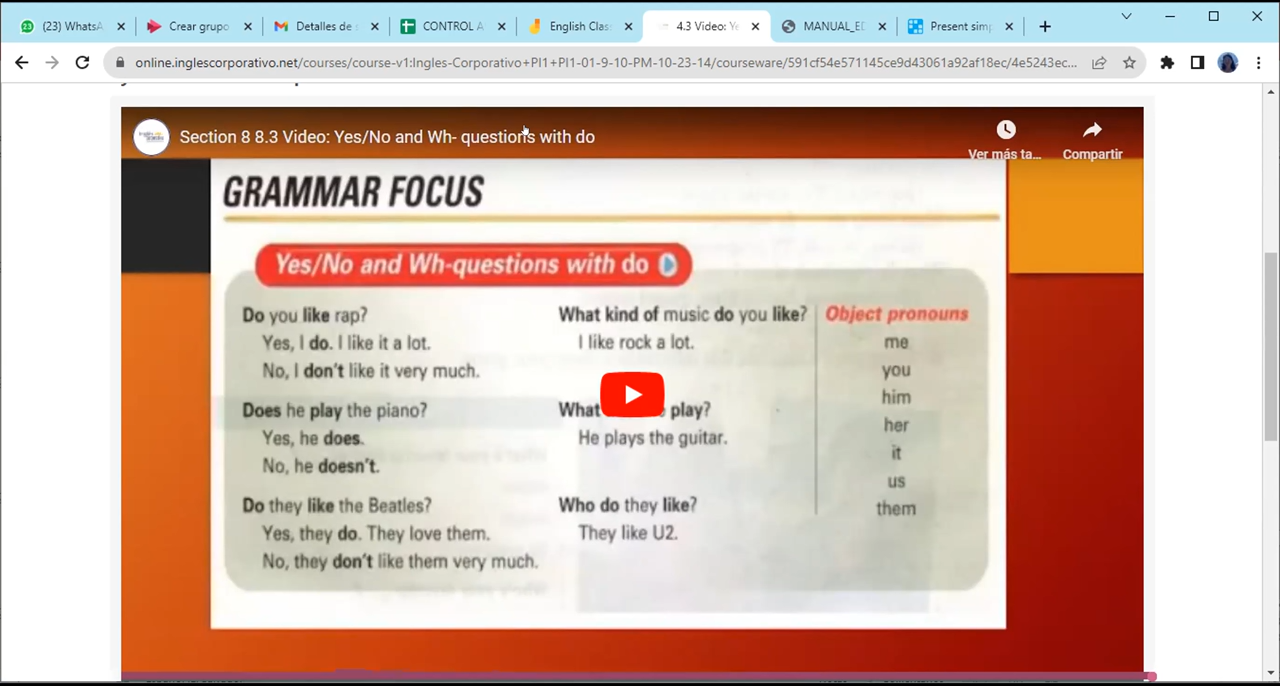 (23) WhatsA
Crear grupo
Detalles de
CONTROL A
English Clas
4.3 Video: Ye
MANUAL_ED
Present simp
online.inglescorporativo.net/courses/course-v1:Ingles-Corporativo+PI1+PI1-01-9-10-PM-10-23-14/courseware/591cf54e571145ce9d43061a92af18ec/4e5243ec...
Section 8 8.3 Video: Yes/No and Wh- questions with do
Ver más ta...
Compartir
GRAMMAR FOCUS
Yes/No and Wh-questions with do
Do you like rap?
Yes, I do. I like it a lot.
No, I don't like it very much.
Does he play the piano?
Yes, he does.
No, he doesn't.
Do they like the Beatles?
Yes, they do. They love them.
No, they don't like them very much.
What kind of music do you like?
I like rock a lot.
What play?
He plays the guitar.
Who do they like?
They like U2.
Object pronouns
me
you
him
her
it
us
them